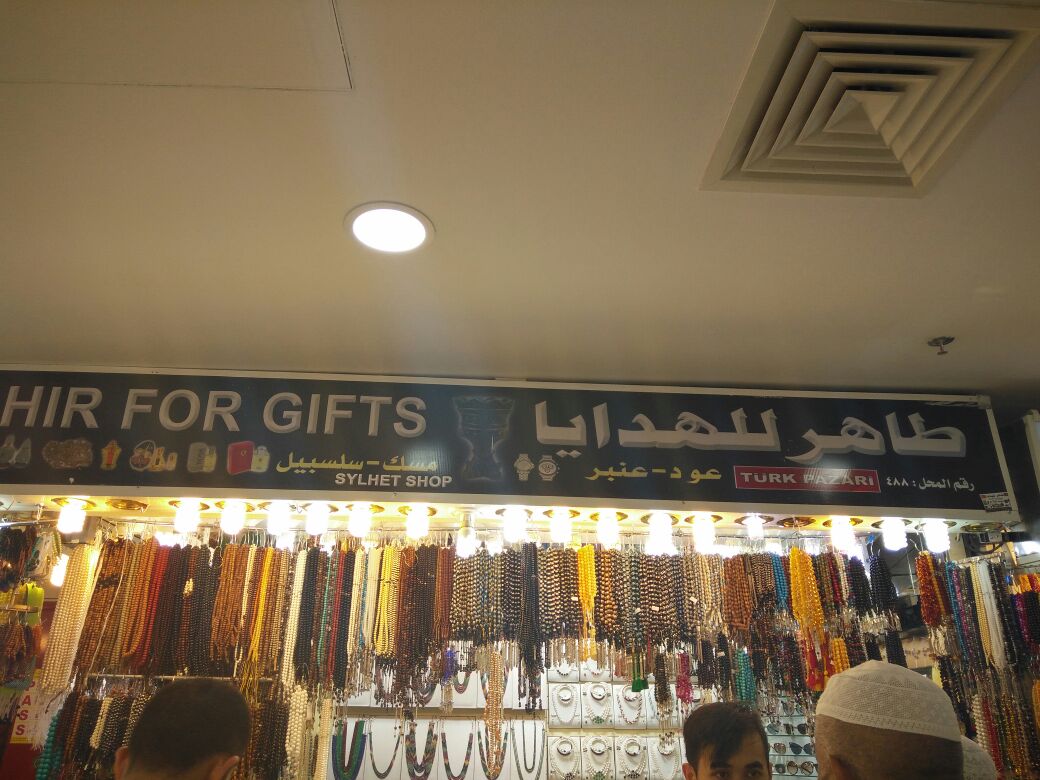 HIR FOR GIFTS
طاهر للهدايا
مسك - سلسبيل
SYLHET SHOP
عود - عنبر
TURK PAZARI
رقم المحل : ٤٨٨